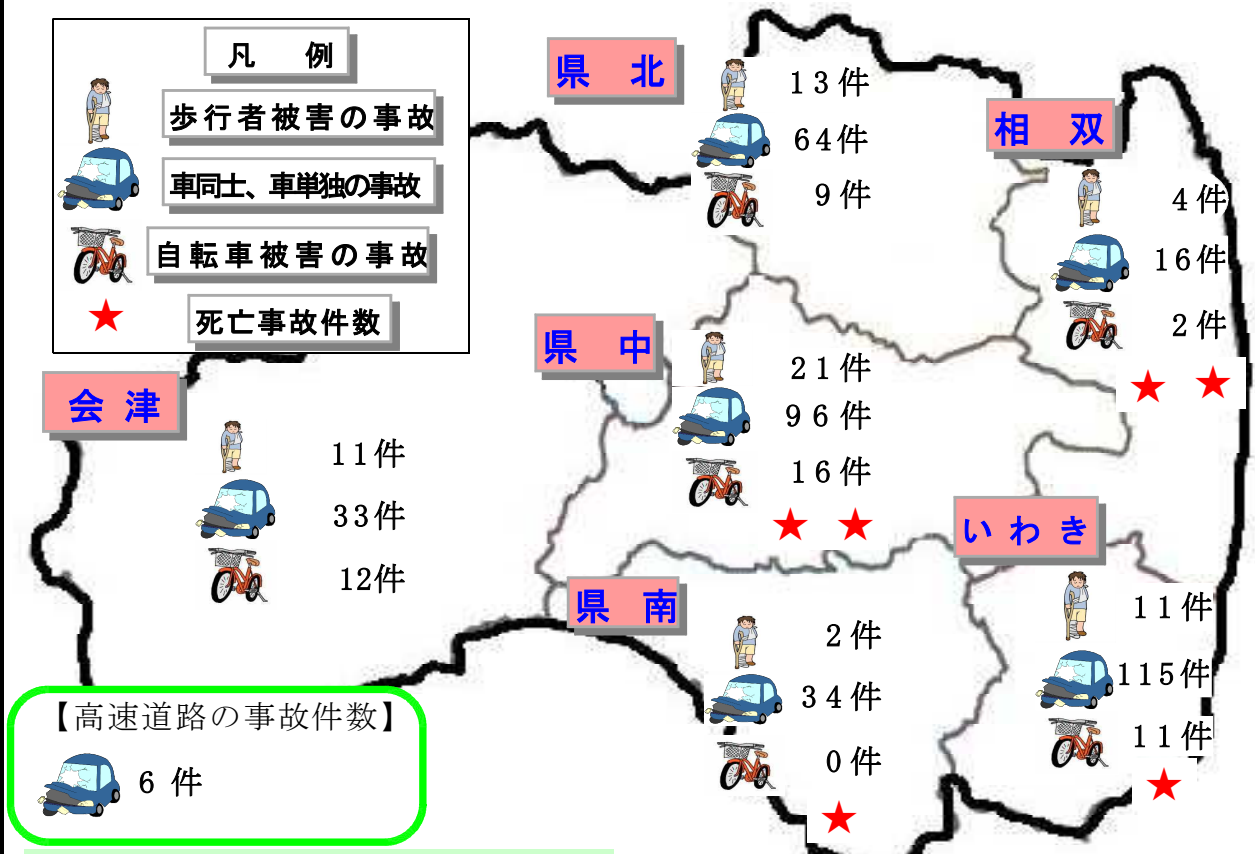 凡 例
歩行者被害の事故
車同士、車単独の事故
自転車被害の事故
★
死亡事故件数
県 北
13件
64件
9件
相 双
4件
16件
2件
★ ★
県 中
21件
96件
16件
★ ★
会 津
11件
33件
12件
いわき
11件
115件
11件
★
県 南
2件
34件
0件
★
【高速道路の事故件数】
6 件